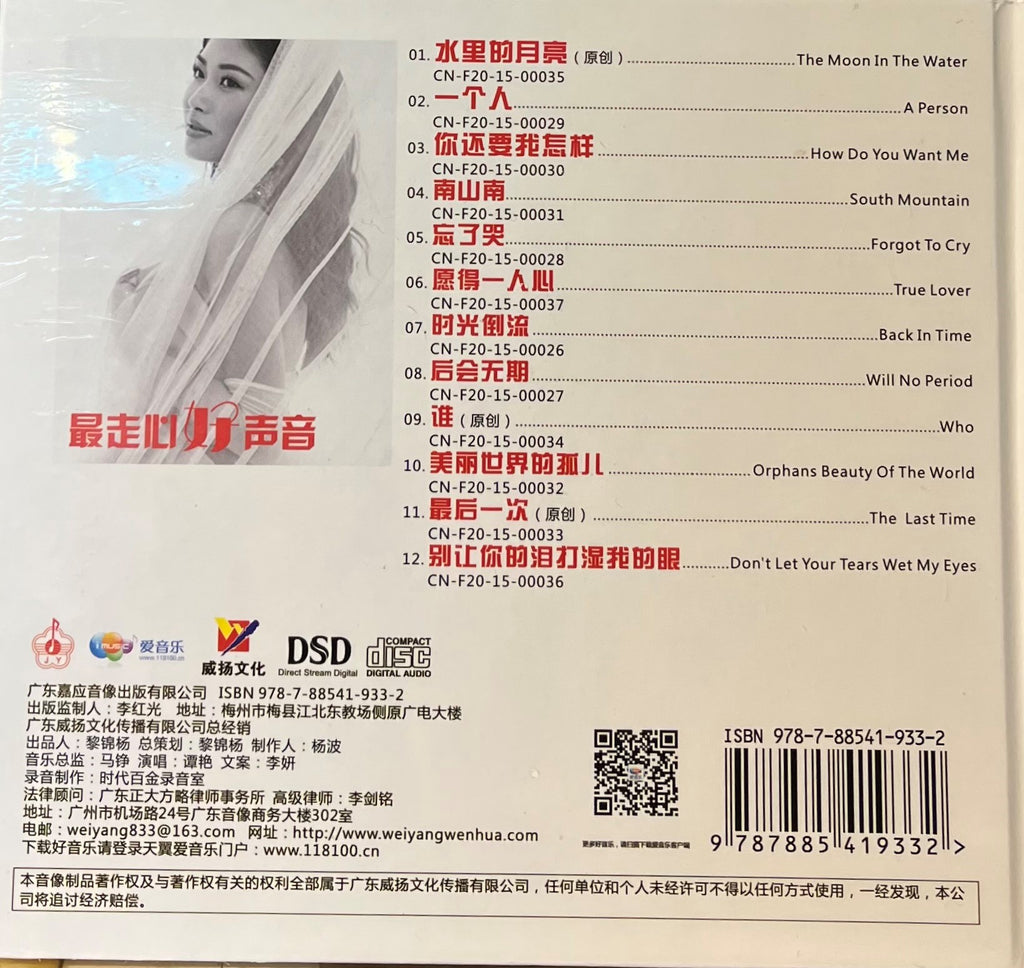 01. 水里的月亮（原创）..........The Moon In The Water
CN-F20-15-00035
02. 一个人..........A Person
CN-F20-15-00029
03. 你还要我怎样..........How Do You Want Me
CN-F20-15-00030
04. 南山南..........South Mountain
CN-F20-15-00031
05. 忘了哭..........Forgot To Cry
CN-F20-15-00028
06. 愿得一人心..........True Lover
CN-F20-15-00037
07. 时光倒流..........Back In Time
CN-F20-15-00026
08. 后会无期..........Will No Period
CN-F20-15-00027
09. 谁（原创）..........Who
CN-F20-15-00034
10. 美丽世界的孤儿..........Orphans Beauty Of The World
CN-F20-15-00032
11. 最后一次（原创）..........The Last Time
CN-F20-15-00033
12. 别让你的泪打湿我的眼..........Don't Let Your Tears Wet My Eyes
CN-F20-15-00036
最走心好声音
J.Y
i music 爱音乐
www.118100.cn
威扬文化
DSD
Direct Stream Digital
COMPACT
disc
DIGITAL AUDIO
广东嘉应音像出版有限公司 ISBN 978-7-88541-933-2
出版监制人：李红光 地址：梅州市梅县江北东教场侧原广电大楼
广东威扬文化传播有限公司总经销
出品人：黎锦杨 总策划：黎锦杨 制作人：杨波
音乐总监：马铮 演唱：谭艳 文案：李妍
录音制作：时代百金录音室
法律顾问：广东正大方略律师事务所 高级律师：李剑铭
地址：广州市机场路24号广东音像商务大楼302室
电邮：weiyang833@163.com 网址：http://www.weiyangwenhua.com
下载好音乐请登录天翼爱音乐门户：www.118100.cn
更多好音乐，请扫描下载爱音乐客户端
ISBN 978-7-88541-933-2
9 787885 419332 >
本音像制品著作权及与著作权有关的权利全部属于广东威扬文化传播有限公司，任何单位和个人未经许可不得以任何方式使用，一经发现，本公
司将追讨经济赔偿。